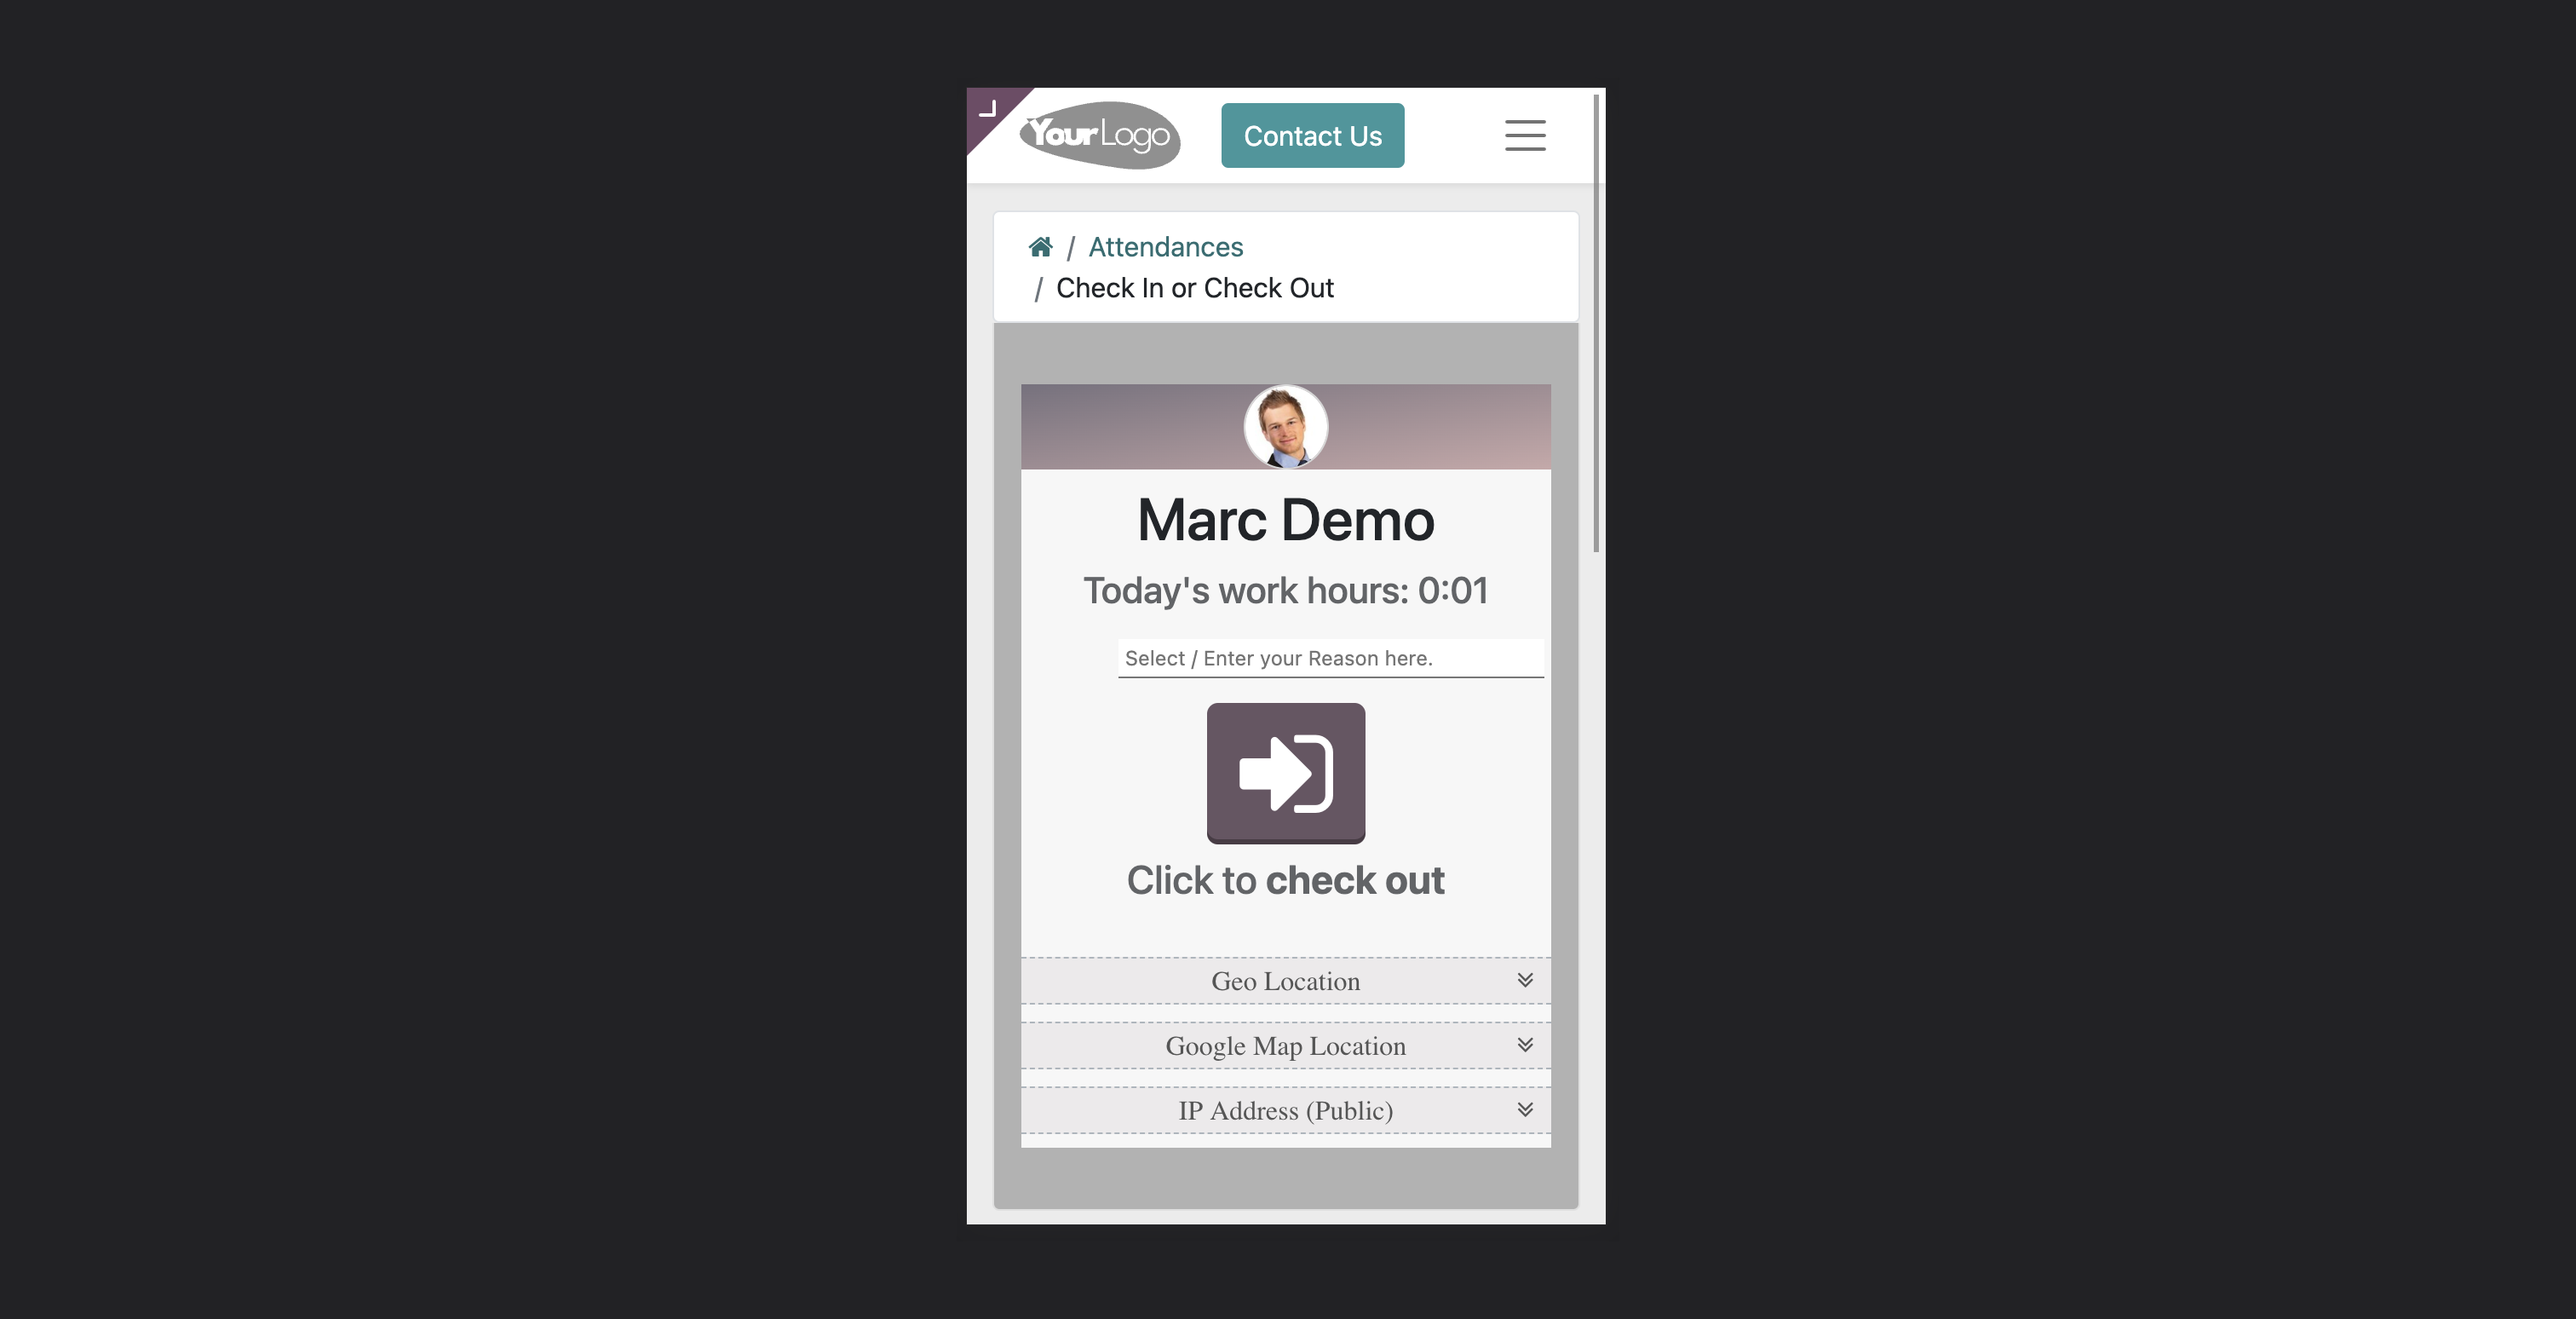 YourLogo
Contact Us
/ Attendances
/ Check In or Check Out
Marc Demo
Today's work hours: 0:01
Select / Enter your Reason here.
Click to check out
Geo Location
Google Map Location
IP Address (Public)